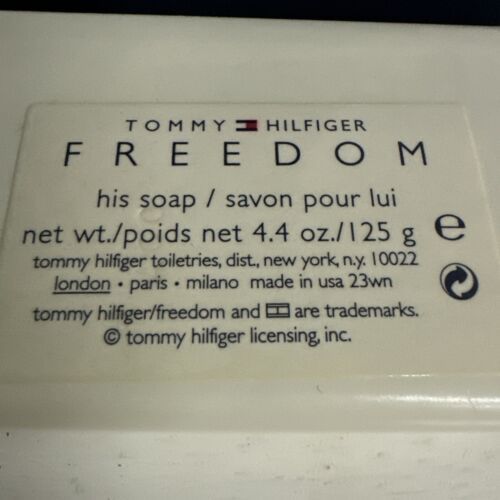 TOMMY HILFIGER
FREEDOM
his soap / savon pour lui
net wt./poids net 4.4 oz./125 g e
tommy hilfiger toiletries, dist., new york, n.y. 10022
london • paris • milano made in usa 23wn
tommy hilfiger/freedom and are trademarks.
© tommy hilfiger licensing, inc.